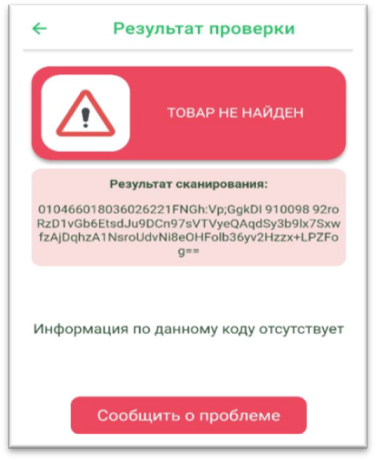 Результат проверки
ТОВАР НЕ НАЙДЕН
Результат сканирования:
010466018036026221FNGh:Vp;GgkDI 910098 92ro
RzD1vGb6EtsdJu9DCn97sVTVyeQAqdSy3b9lx7Sxw
fzAjDqhzA1NsroUdvNi8eOHFolb36yv2Hzzx+LPZFo
g==
Информация по данному коду отсутствует
Сообщить о проблеме